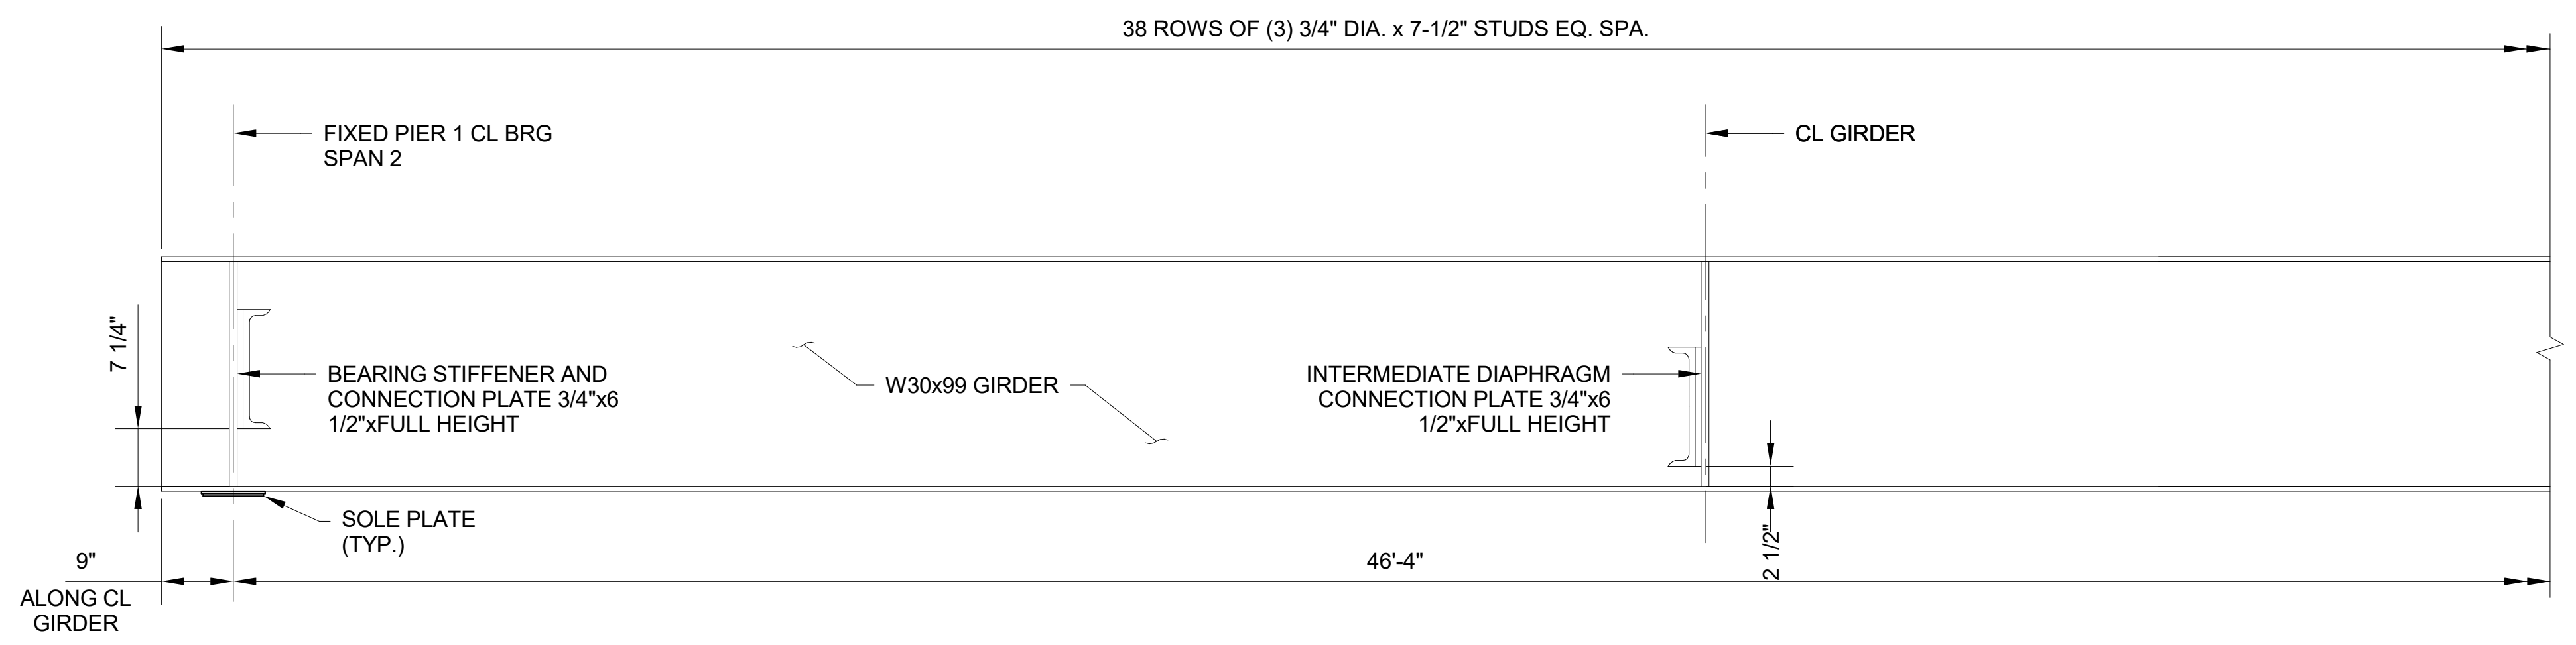 38 ROWS OF (3) 3/4" DIA. x 7-1/2" STUDS EQ. SPA.
FIXED PIER 1 CL BRG
SPAN 2
CL GIRDER
7 1/4"
BEARING STIFFENER AND
CONNECTION PLATE 3/4"x6
1/2"xFULL HEIGHT
W30x99 GIRDER
INTERMEDIATE DIAPHRAGM
CONNECTION PLATE 3/4"x6
1/2"xFULL HEIGHT
SOLE PLATE
(TYP.)
2 1/2"
9"
ALONG CL
GIRDER
46'-4"